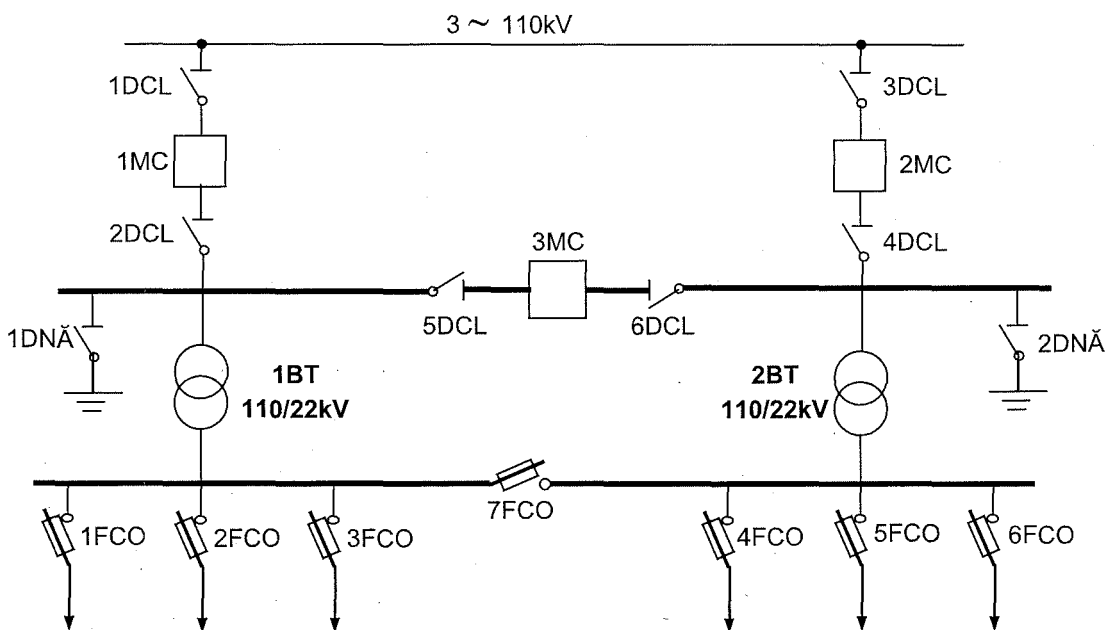 3 ～ 110kV
1DCL
3DCL
1MC
2MC
2DCL
3MC
4DCL
5DCL
6DCL
1DNĂ
2DNĂ
1BT
110/22kV
2BT
110/22kV
7FCO
1FCO
2FCO
3FCO
4FCO
5FCO
6FCO